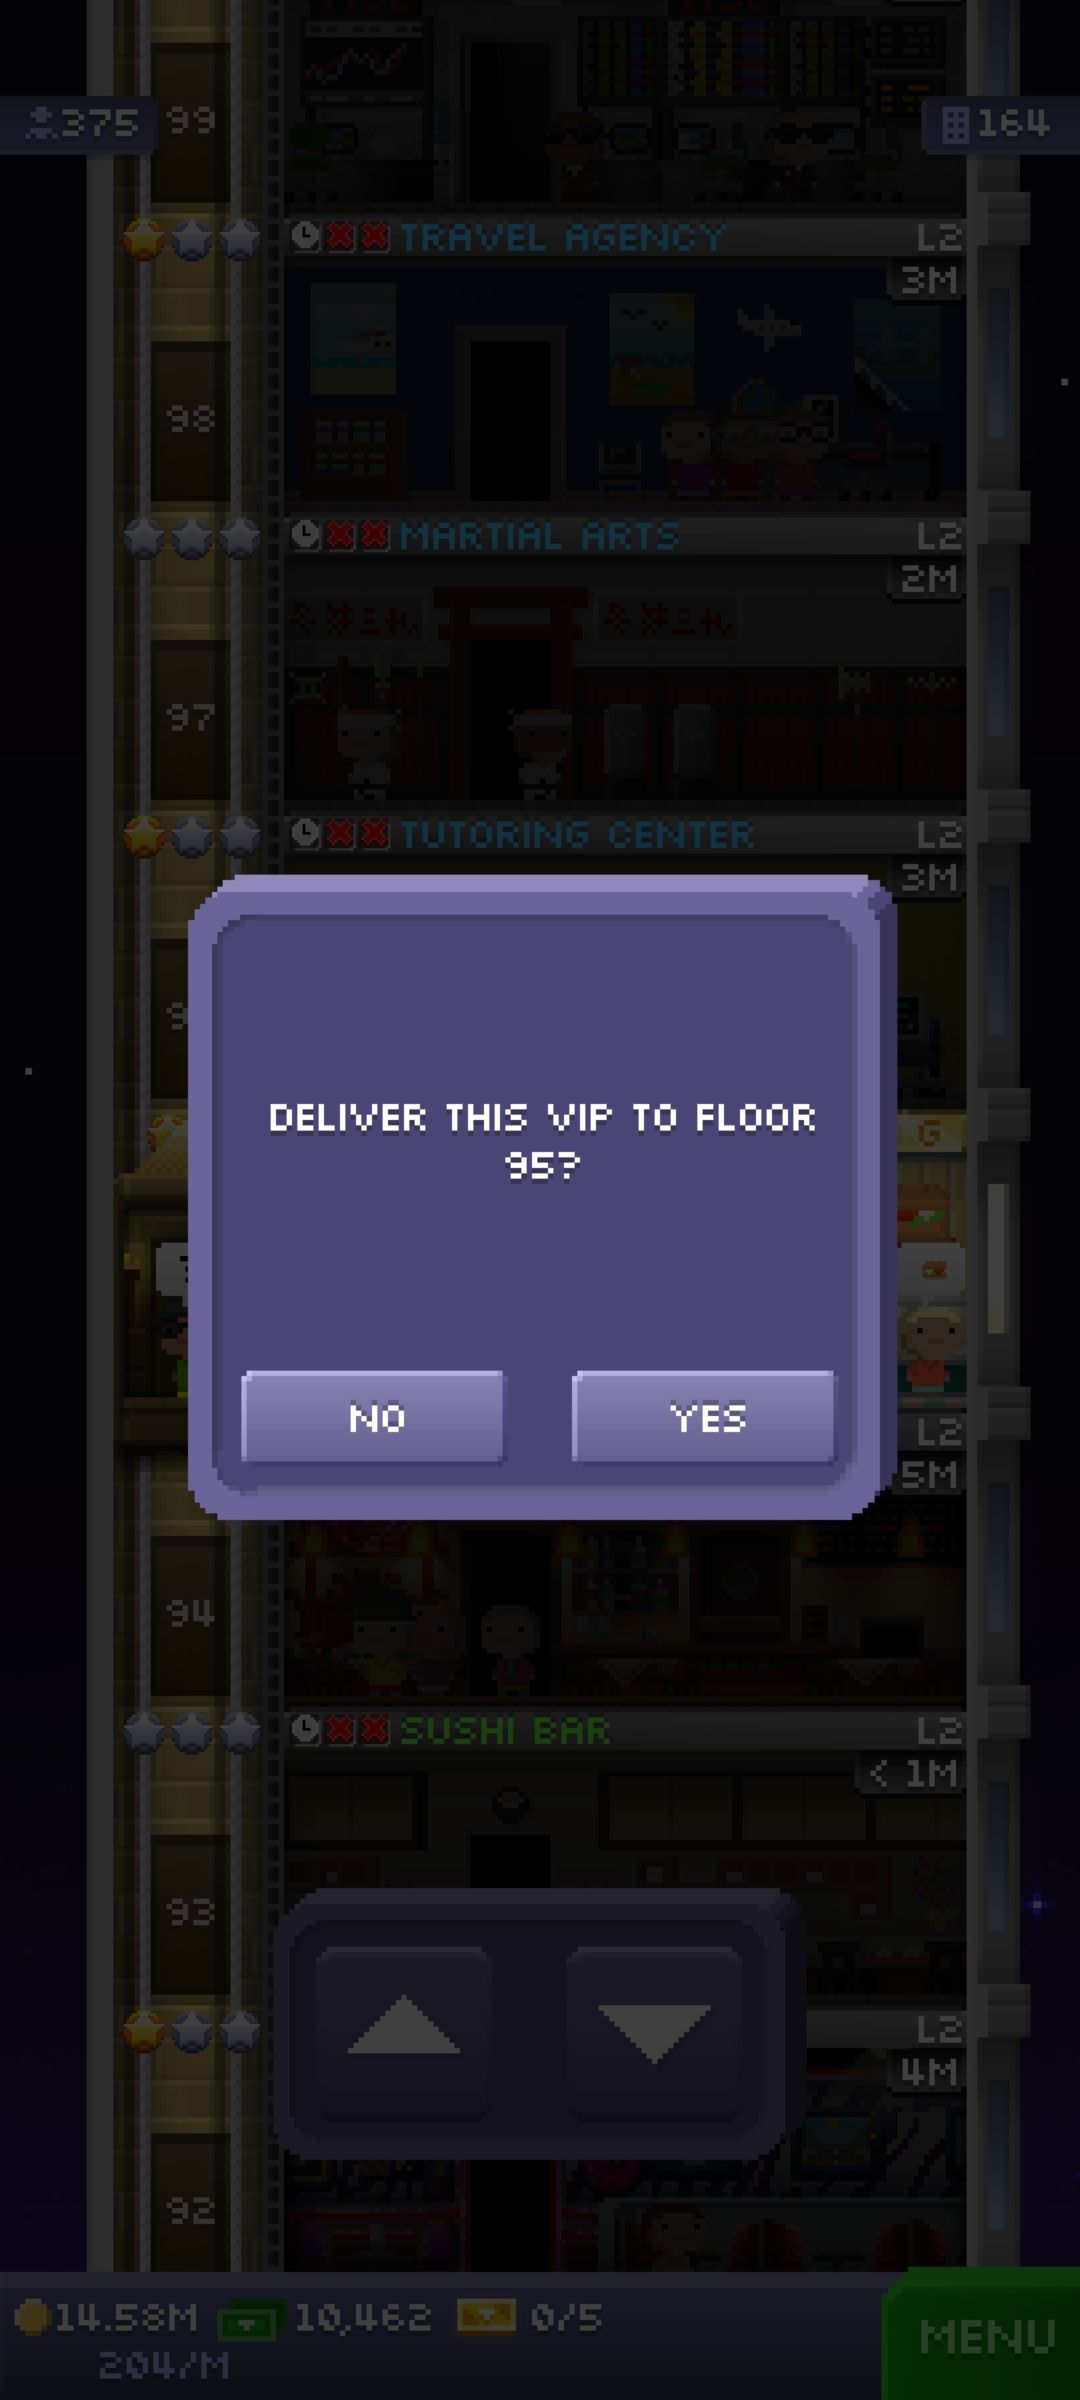 375
99
164
TRAVEL AGENCY
L2
3M
98
MARTIAL ARTS
L2
2M
97
TUTORING CENTER
L2
3M
G
DELIVER THIS VIP TO FLOOR
95?
NO
YES
L2
5M
94
SUSHI BAR
L2
< 1M
93
L2
4M
92
14.58M
10,462
0/5
MENU
204/M